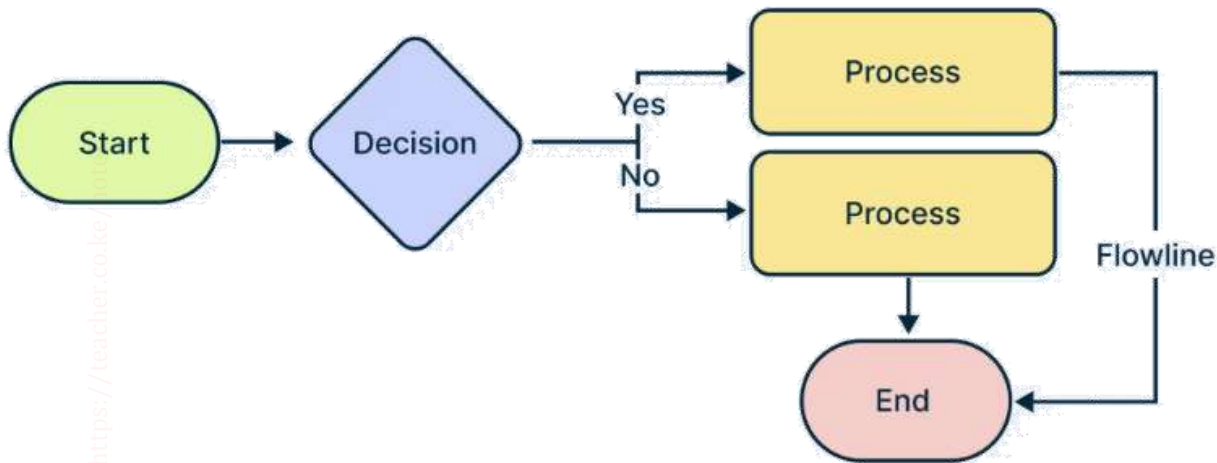 Start
Decision
Yes
No
Process
Process
Flowline
End